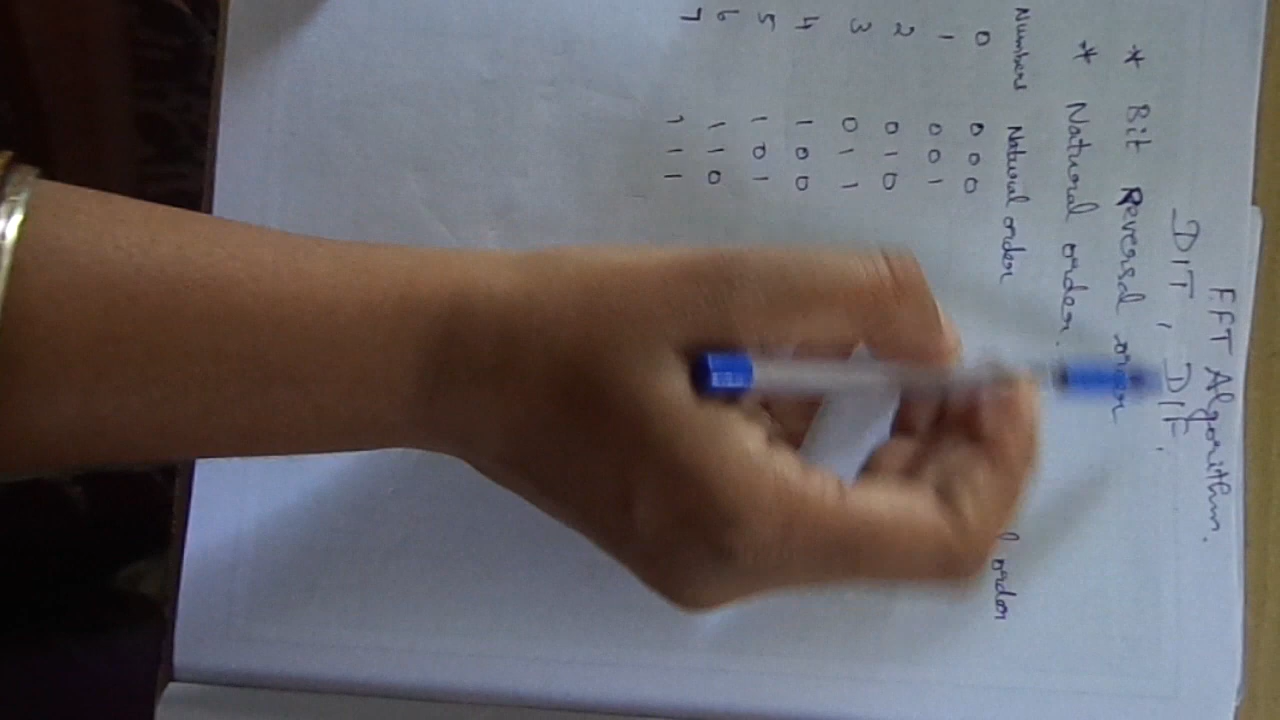 FFT Algorithm.
DIT, DIF.
* Bit Reversal order
* Natural order.
Numbers Natural order order
0 000
1 001
2 010
3 011
4 100
5 101
6 110
7 111